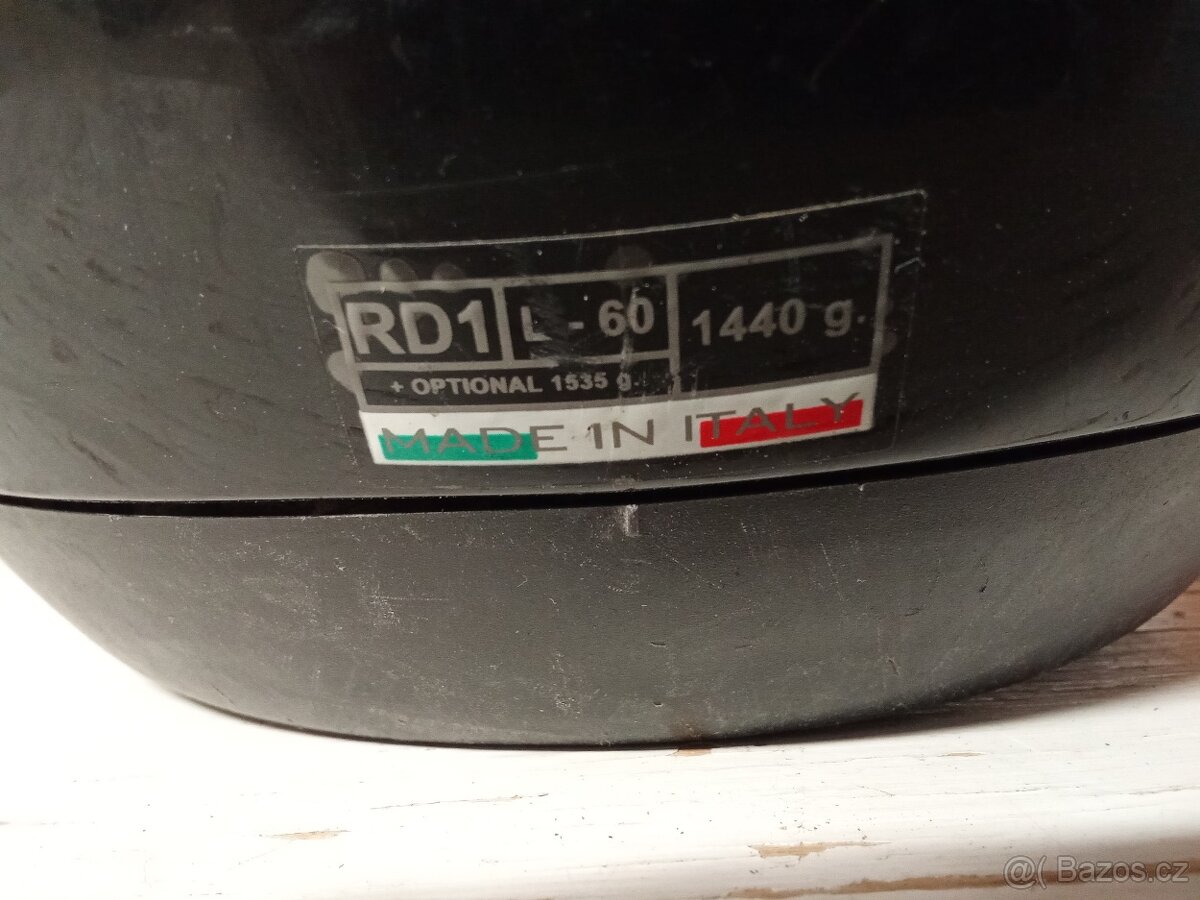 RD1 L - 60 1440 g.
+ OPTIONAL 1535 g.
MADE IN ITALY
@( Bazos.cz